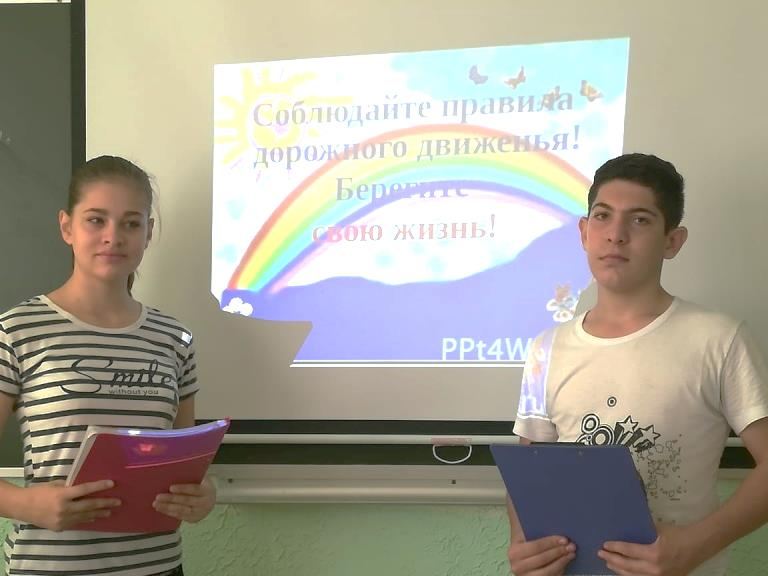 Соблюдайте правила
дорожного движенья!
Берегите
свою жизнь!
PPt4W
Smile
without you